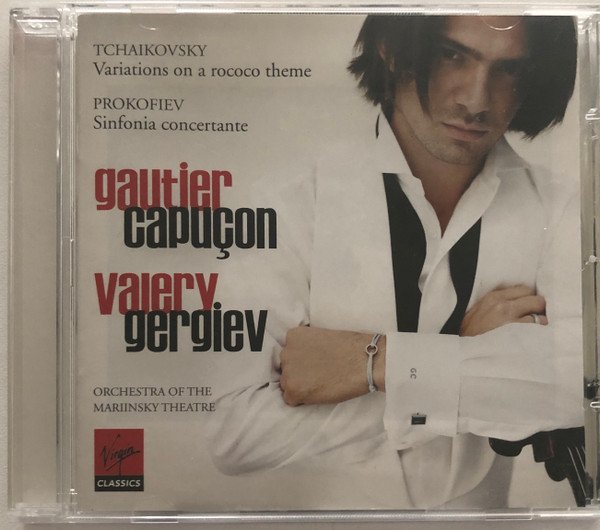 TCHAIKOVSKY
Variations on a rococo theme
PROKOFIEV
Sinfonia concertante
gautier
capuçon
valery
gergiev
ORCHESTRA OF THE
MARIINSKY THEATRE
Virgin
CLASSICS
GC